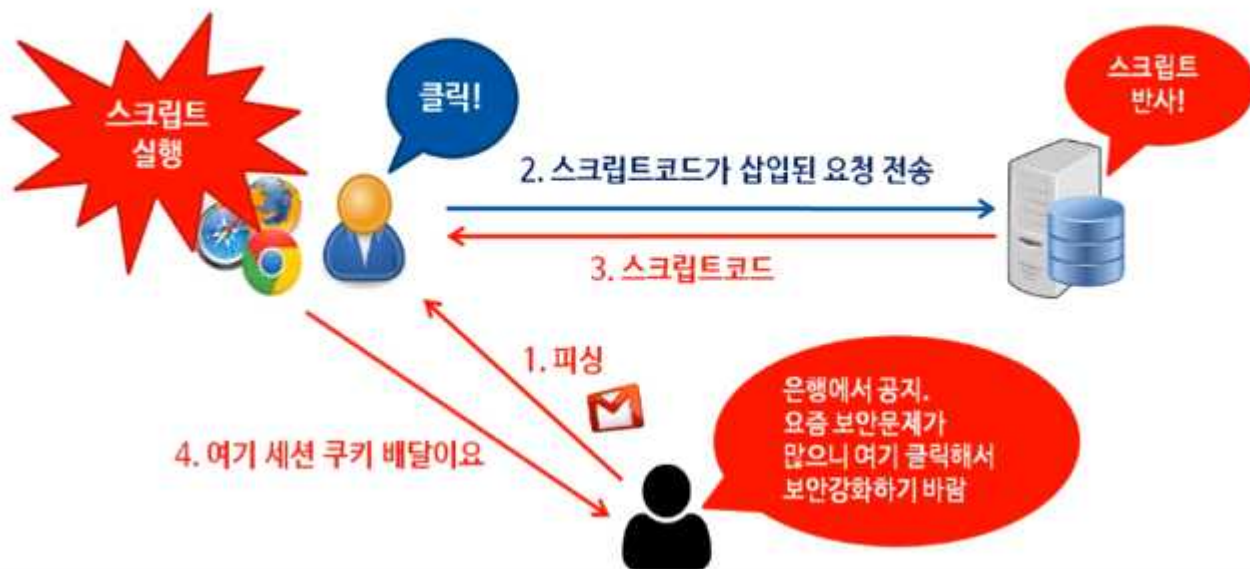 스크립트
실행
클릭!
스크립트
반사!
2. 스크립트코드가 삽입된 요청 전송
3. 스크립트코드
1. 피싱
은행에서 공지.
요즘 보안문제가
많으니 여기 클릭해서
보안강화하기 바람
4. 여기 세션 쿠키 배달이요